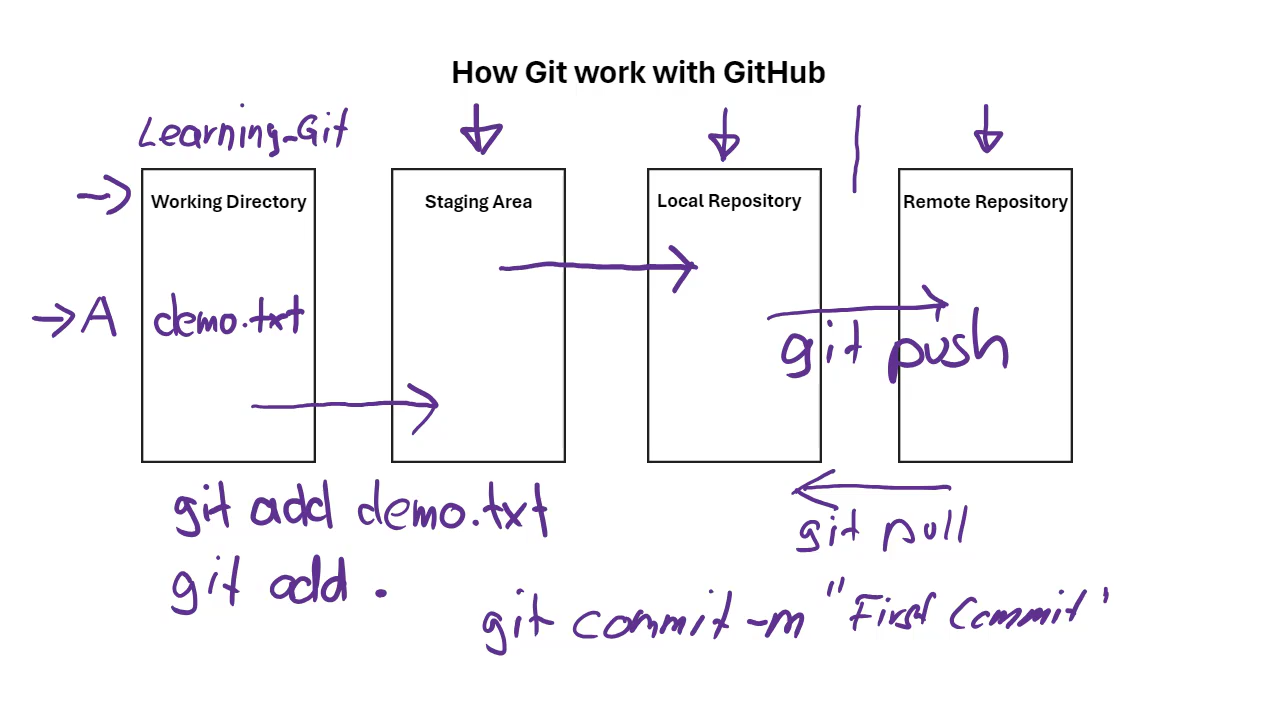 How Git work with GitHub
Learning-Git
Working Directory
Staging Area
Local Repository
Remote Repository
A
demo.txt
git push
git add demo.txt
git pull
git add .
git commit -m "First Commit"